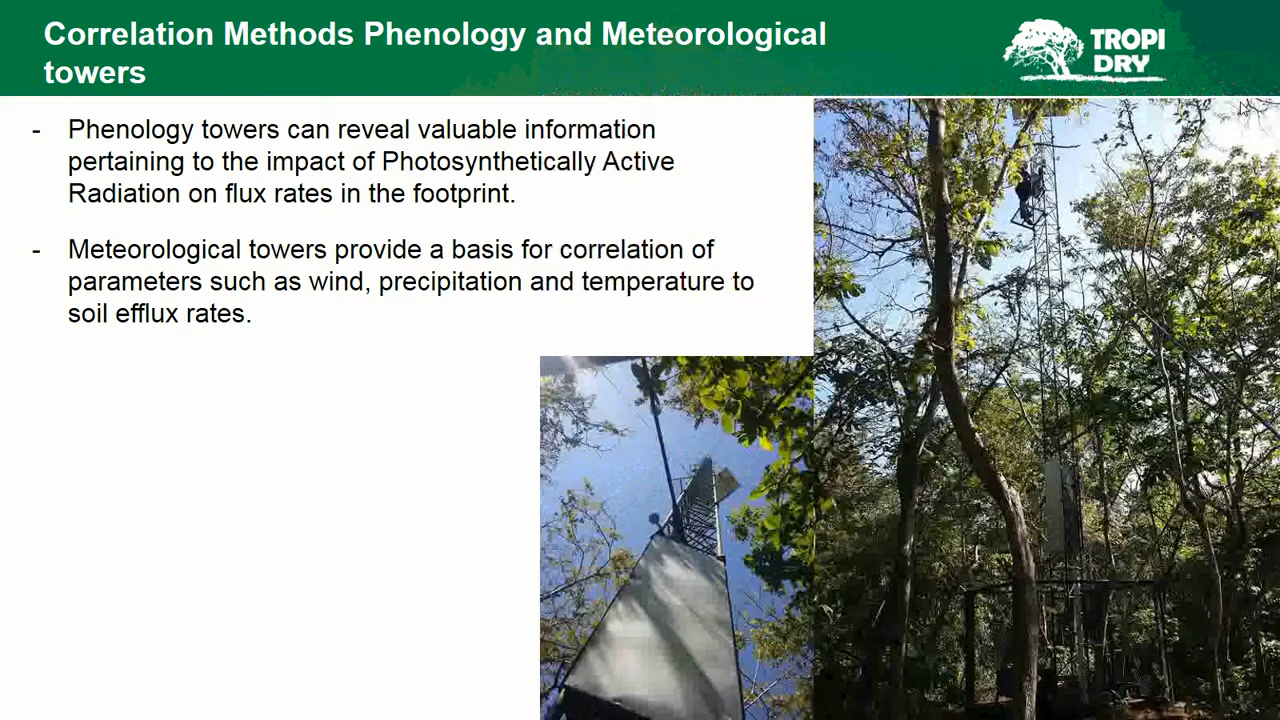 Correlation Methods Phenology and Meteorological
towers
TROPI
DRY
- Phenology towers can reveal valuable information
pertaining to the impact of Photosynthetically Active
Radiation on flux rates in the footprint.
- Meteorological towers provide a basis for correlation of
parameters such as wind, precipitation and temperature to
soil efflux rates.